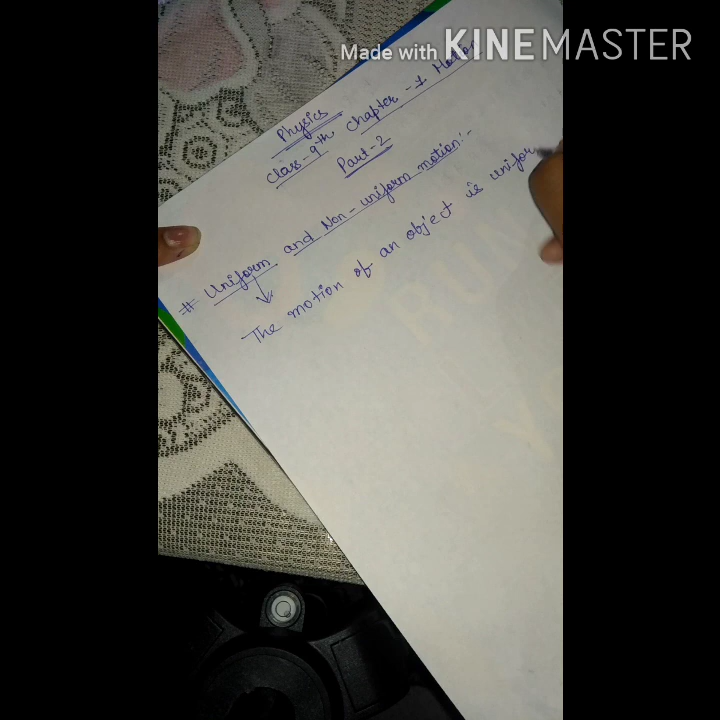 Made with KINEMASTER
Physics
Class-9th Chapter-1 Motion
Part-2
# Uniform and Non-uniform motion:-
The motion of an object is unifor